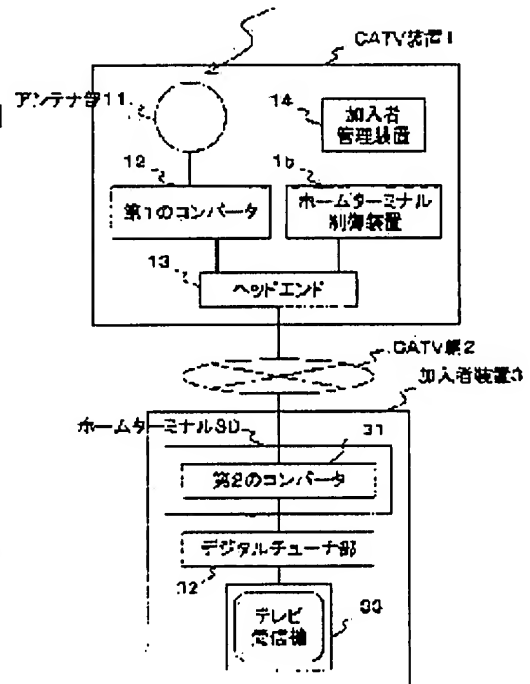 CATV装置1
アンテナ部11
14
加入者
管理装置
12
15
第1のコンバータ
ホームターミナル
制御装置
13
ヘッドエンド
CATV網2
加入者装置3
ホームターミナル30
31
第2のコンバータ
デジタルチューナ部
32
テレビ
受信機
33